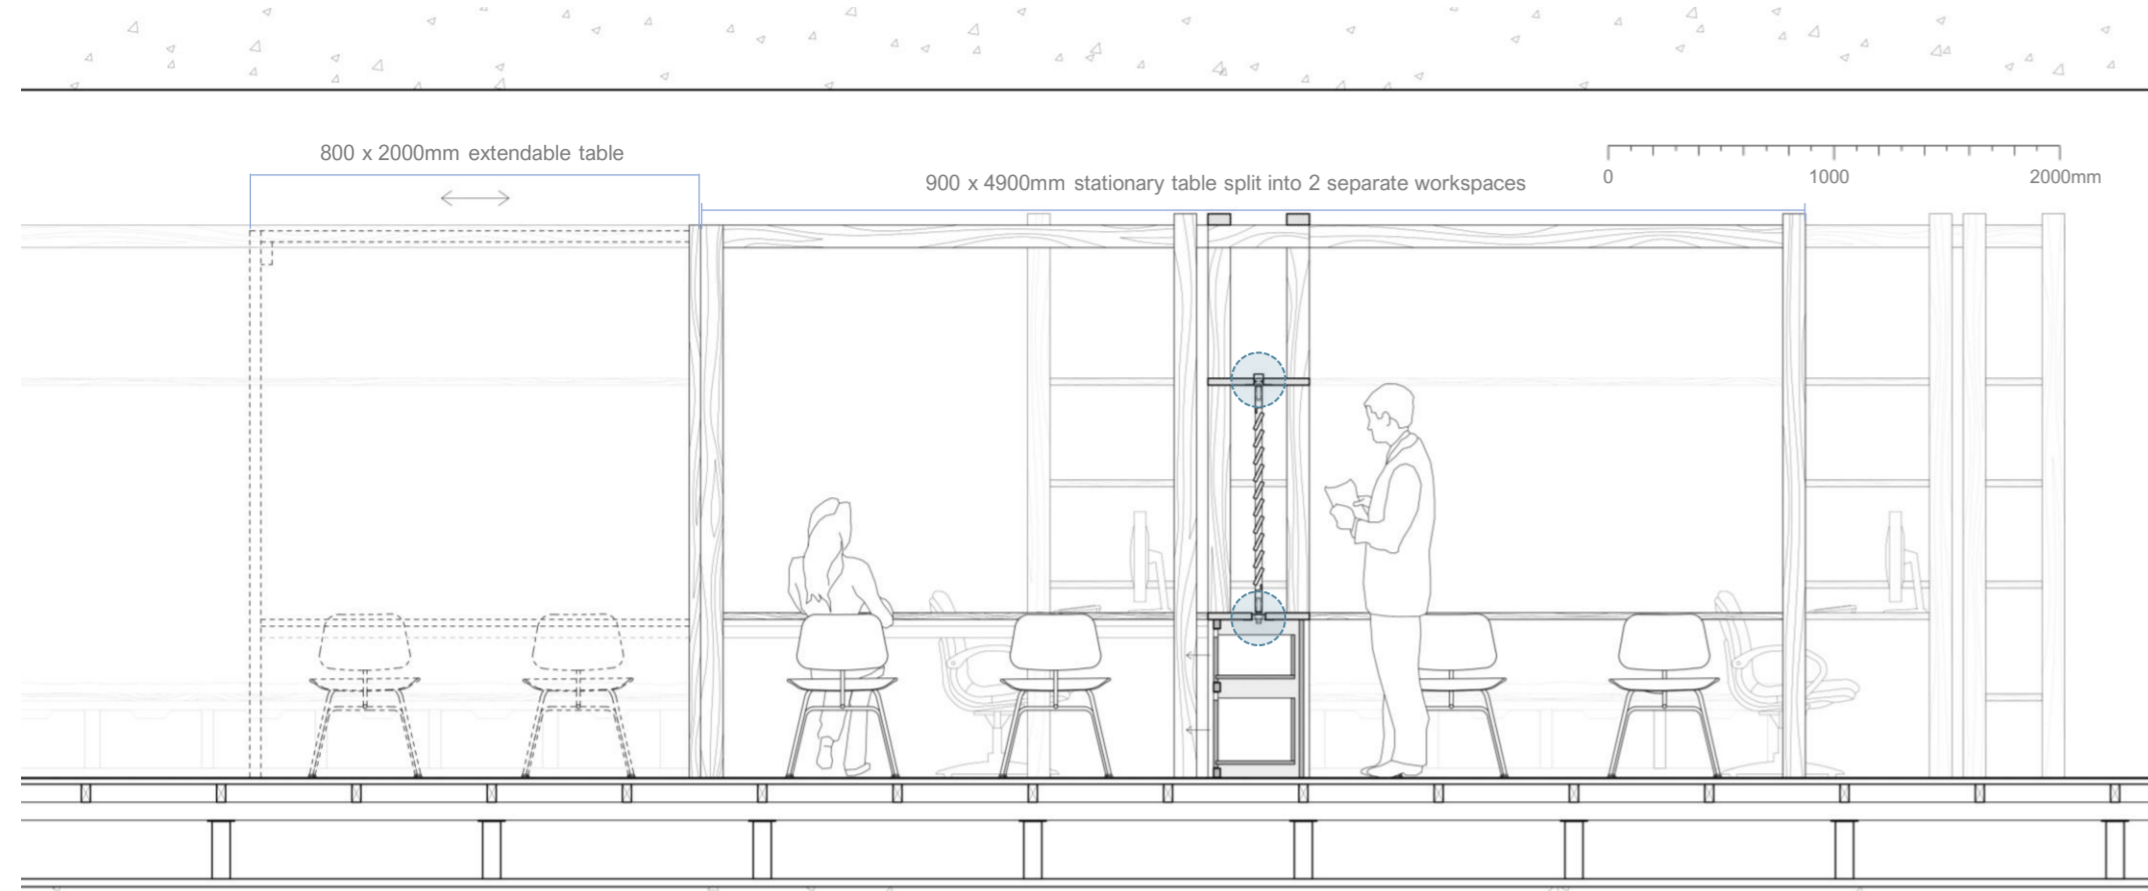 800 x 2000mm extendable table
900 x 4900mm stationary table split into 2 separate workspaces
0 1000 2000mm